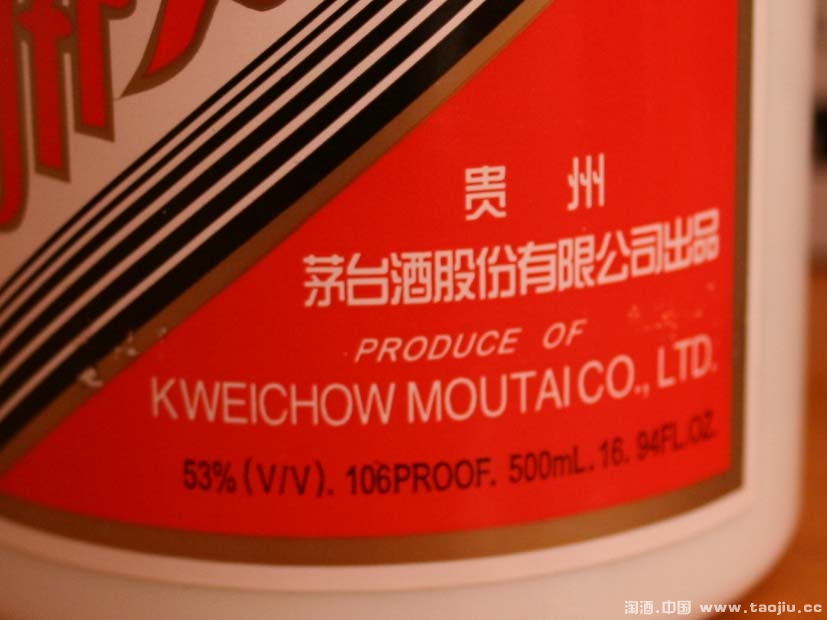 贵 州
茅台酒股份有限公司出品
PRODUCE OF
KWEICHOW MOUTAI CO., LTD.
53% (V/V). 106PROOF. 500mL. 16. 94FL.OZ.
淘酒.中国 www.taojiu.cc